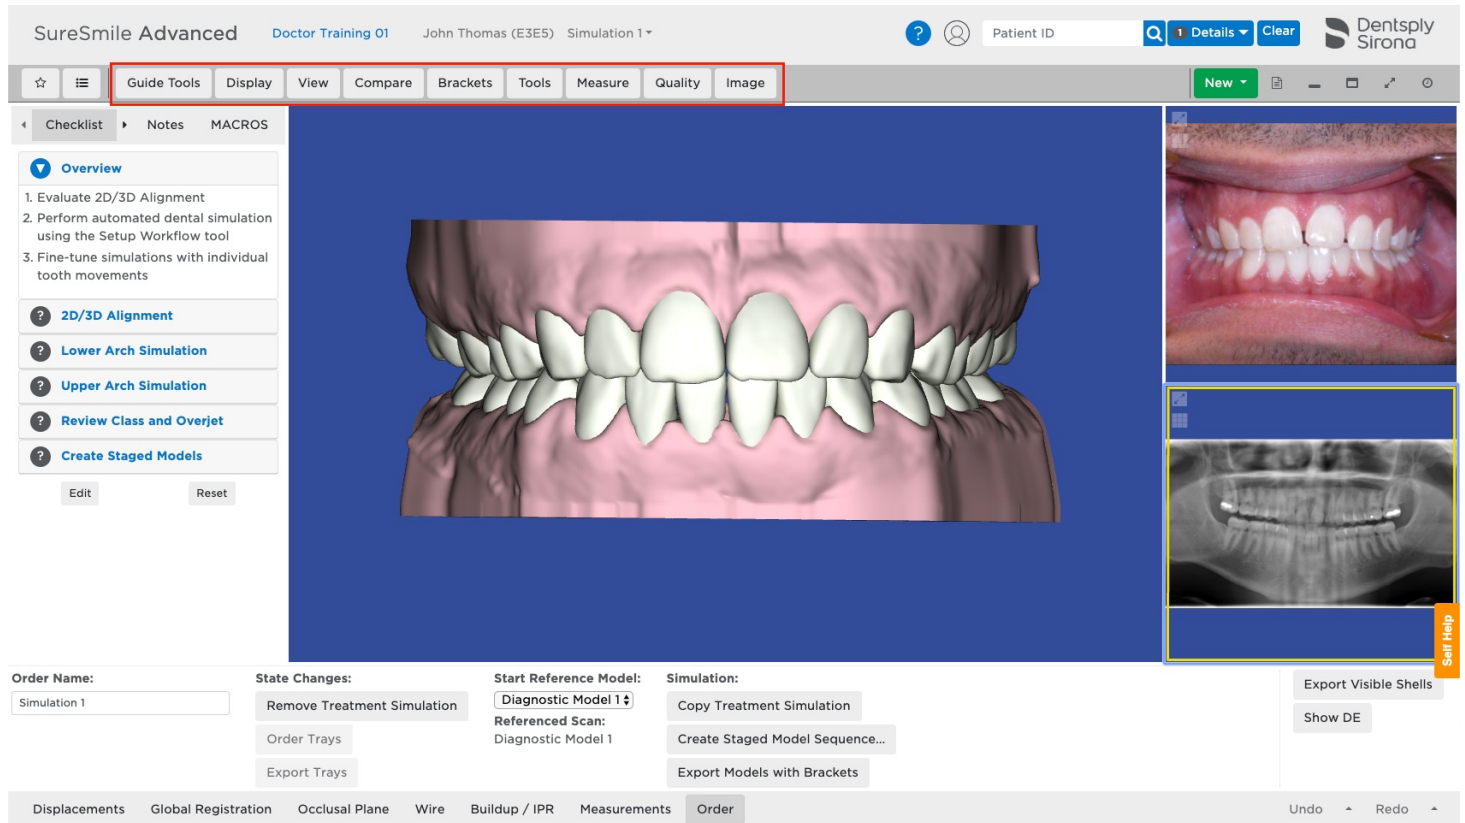 SureSmile Advanced
Doctor Training 01
John Thomas (E3E5)
Simulation 1
?
Patient ID
1 Details
Clear
Dentsply
Sirona
Guide Tools
Display
View
Compare
Brackets
Tools
Measure
Quality
Image
New
Checklist
Notes
MACROS
Overview
1. Evaluate 2D/3D Alignment
2. Perform automated dental simulation
using the Setup Workflow tool
3. Fine-tune simulations with individual
tooth movements
? 2D/3D Alignment
? Lower Arch Simulation
? Upper Arch Simulation
? Review Class and Overjet
? Create Staged Models
Edit
Reset
Self Help
Order Name:
Simulation 1
State Changes:
Remove Treatment Simulation
Order Trays
Export Trays
Start Reference Model:
Diagnostic Model 1
Referenced Scan:
Diagnostic Model 1
Simulation:
Copy Treatment Simulation
Create Staged Model Sequence...
Export Models with Brackets
Export Visible Shells
Show DE
Displacements
Global Registration
Occlusal Plane
Wire
Buildup / IPR
Measurements
Order
Undo
Redo